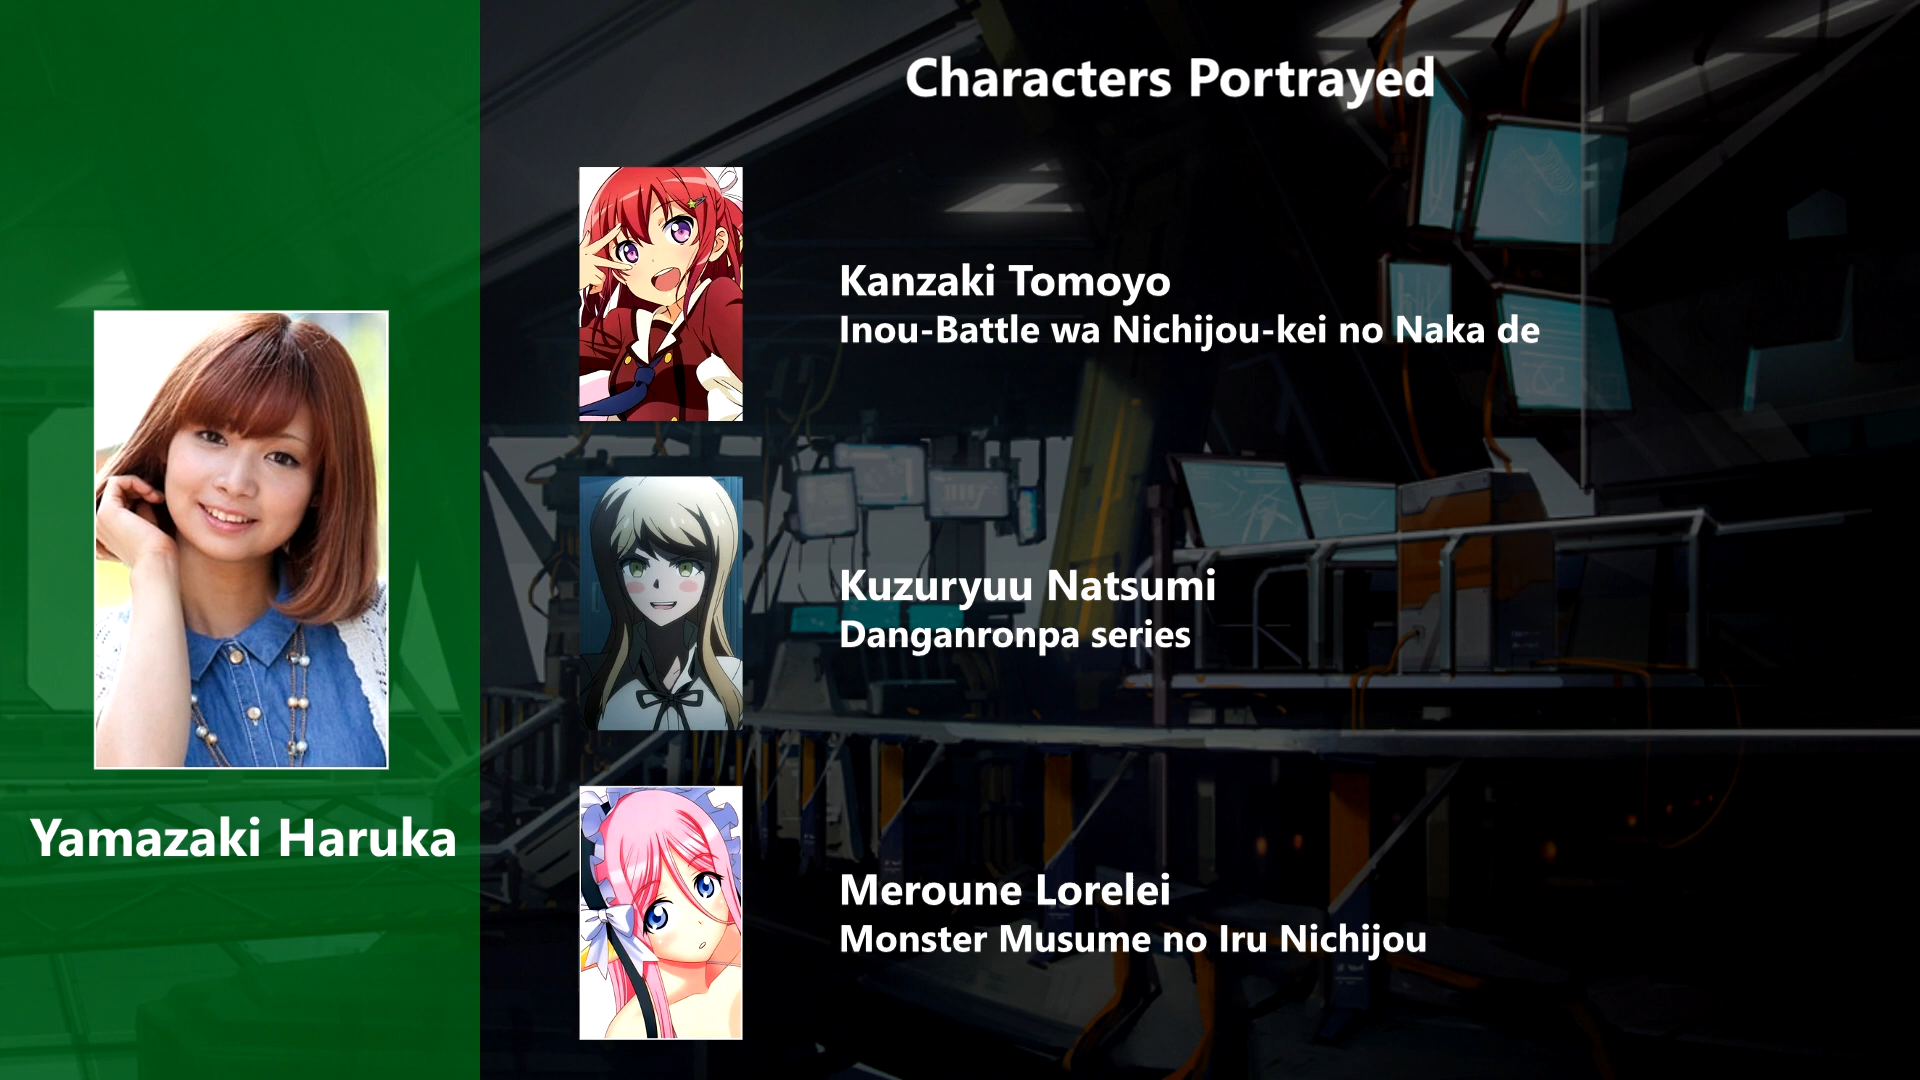 Characters Portrayed
Kanzaki Tomoyo
Inou-Battle wa Nichijou-kei no Naka de
Kuzuryuu Natsumi
Danganronpa series
Yamazaki Haruka
Meroune Lorelei
Monster Musume no Iru Nichijou